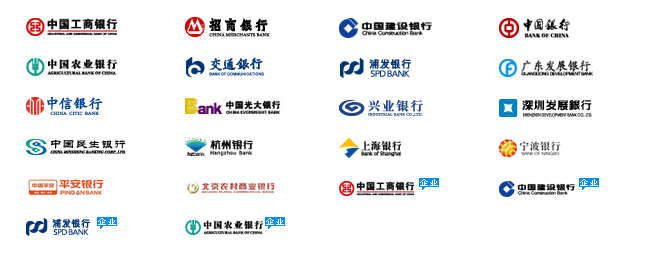 中国工商银行
INDUSTRIAL AND COMMERCIAL BANK OF CHINA
招商银行
CHINA MERCHANTS BANK
中国建设银行
China Construction Bank
中国银行
BANK OF CHINA
中国农业银行
AGRICULTURAL BANK OF CHINA
交通银行
BANK OF COMMUNICATIONS
浦发银行
SPD BANK
广东发展银行
GUANGDONG DEVELOPMENT BANK
中信银行
CHINA CITIC BANK
Bank
中国光大银行
CHINA EVERBRIGHT BANK
兴业银行
INDUSTRIAL BANK CO.,LTD.
深圳发展银行
SHENZHEN DEVELOPMENT BANK CO., LTD.
中国民生银行
CHINA MINSHENG BANKING CORP.,LTD.
hzbank
杭州银行
Hangzhou Bank
上海银行
Bank of Shanghai
宁波银行
BANK OF NINGBO
中国平安
平安银行
PING AN BANK
北京农村商业银行
BEIJING RURAL COMMERCIAL BANK
中国工商银行
企业
中国建设银行
China Construction Bank
企业
浦发银行
SPD BANK
企业
中国农业银行
AGRICULTURAL BANK OF CHINA
企业